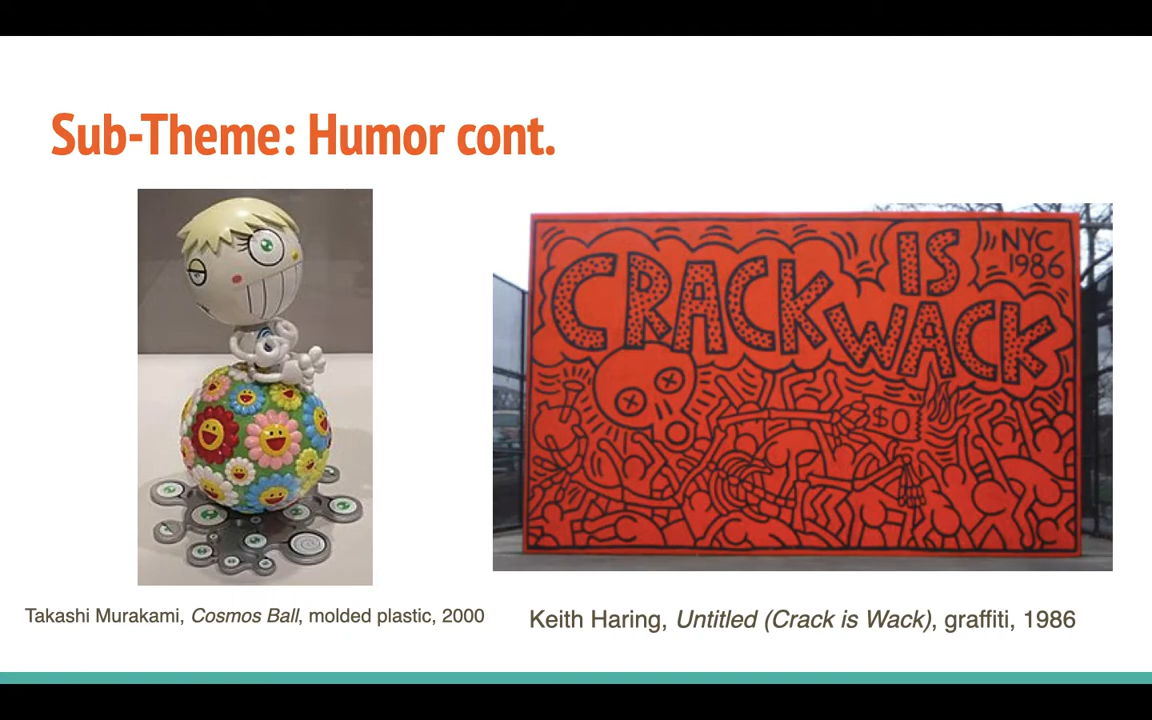 Sub-Theme: Humor cont.
CRACK IS WACK
NYC
1986
$0
Takashi Murakami, Cosmos Ball, molded plastic, 2000
Keith Haring, Untitled (Crack is Wack), graffiti, 1986